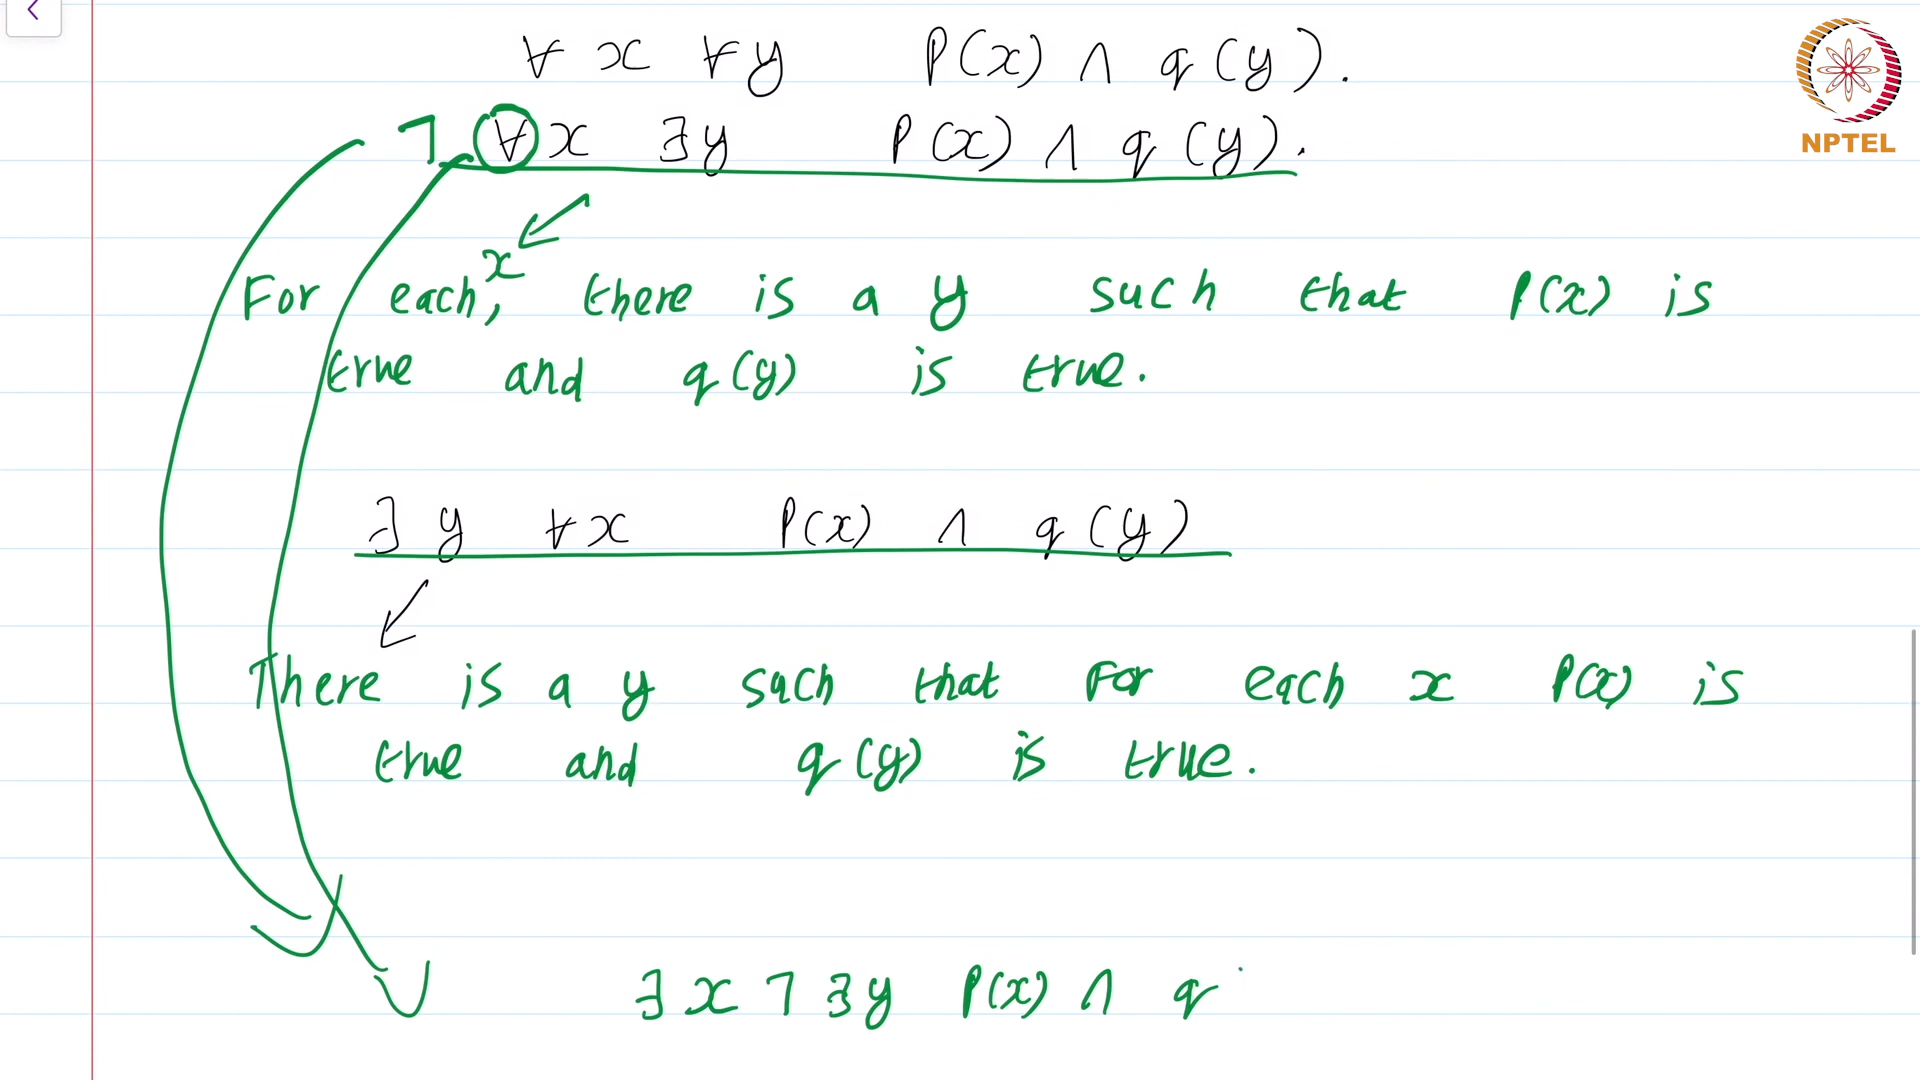 ∀ x ∀ y P(x) ∧ q(y).
NPTEL
¬ ∀ x ∃ y P(x) ∧ q(y).
For each x, there is a y such that P(x) is
true and q(y) is true.
∃ y ∀ x P(x) ∧ q(y)
There is a y such that For each x P(x) is
true and q(y) is true.
∃ x ¬ ∃ y P(x) ∧ q